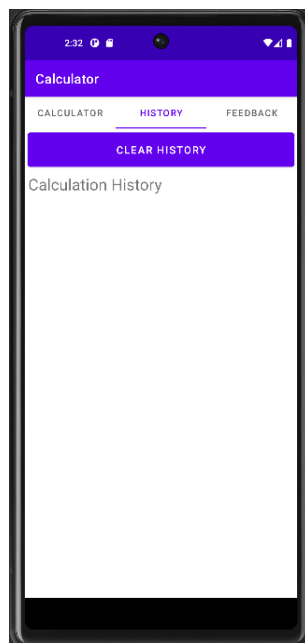 2:32
Calculator
CALCULATOR HISTORY FEEDBACK
CLEAR HISTORY
Calculation History